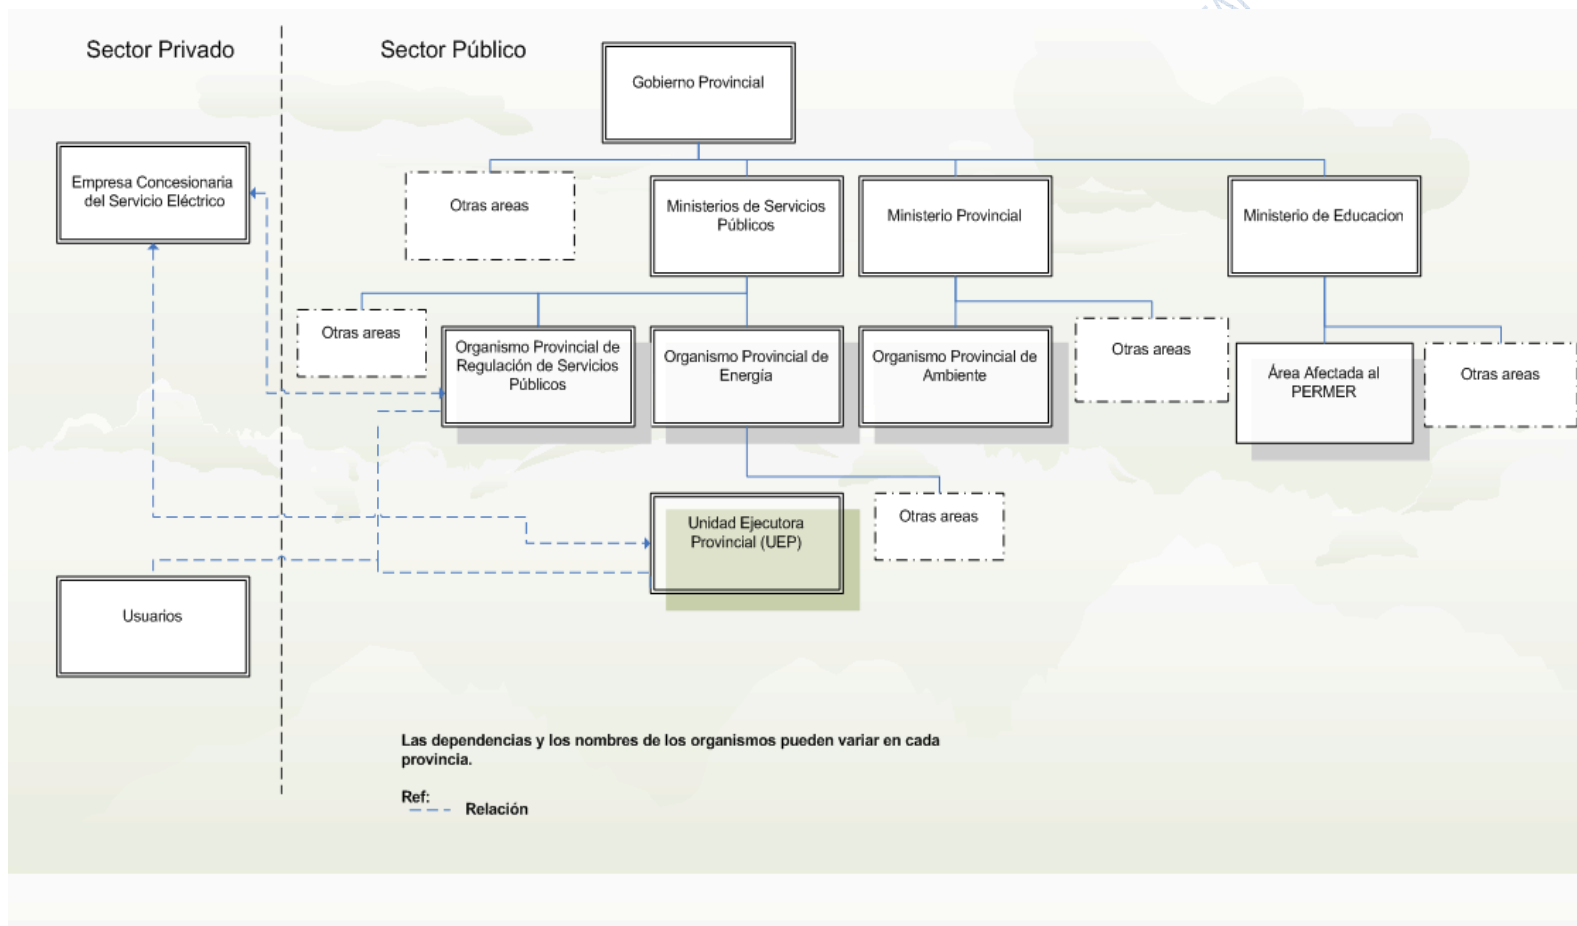 Sector Privado
Sector Público
Gobierno Provincial
Empresa Concesionaria
del Servicio Eléctrico
Otras areas
Ministerios de Servicios
Públicos
Ministerio Provincial
Ministerio de Educacion
Otras areas
Organismo Provincial de
Regulación de Servicios
Públicos
Organismo Provincial de
Energía
Organismo Provincial de
Ambiente
Otras areas
Área Afectada al
PERMER
Otras areas
Unidad Ejecutora
Provincial (UEP)
Otras areas
Usuarios
Las dependencias y los nombres de los organismos pueden variar en cada
provincia.
Ref:
Relación